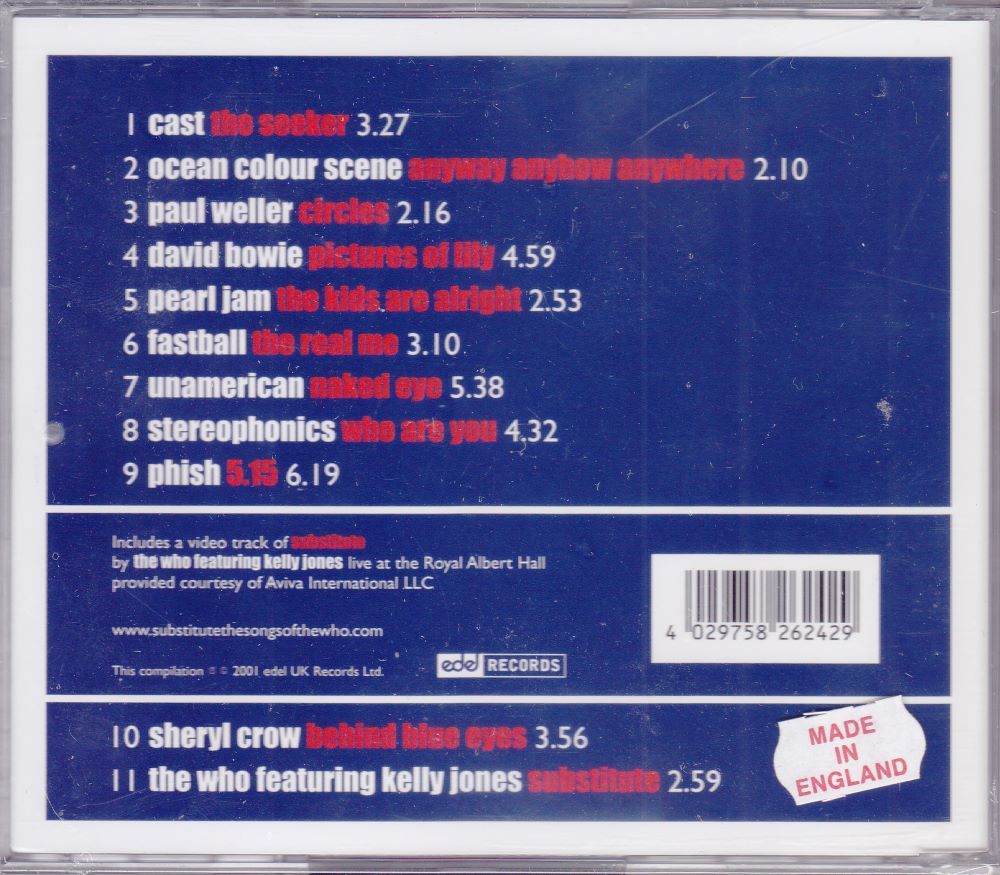 1 cast the seeker 3.27
2 ocean colour scene anyway anyhow anywhere 2.10
3 paul weller circles 2.16
4 david bowie pictures of lily 4.59
5 pearl jam the kids are alright 2.53
6 fastball the real me 3.10
7 unamerican naked eye 5.38
8 stereophonics who are you 4.32
9 phish 5.15 6.19
Includes a video track of substitute
by the who featuring kelly jones live at the Royal Albert Hall
provided courtesy of Aviva International LLC
www.substitutethesongsofthewho.com
This compilation ℗ © 2001 edel UK Records Ltd.
edel RECORDS
4 029758 262429
10 sheryl crow behind blue eyes 3.56
11 the who featuring kelly jones substitute 2.59
MADE
IN
ENGLAND